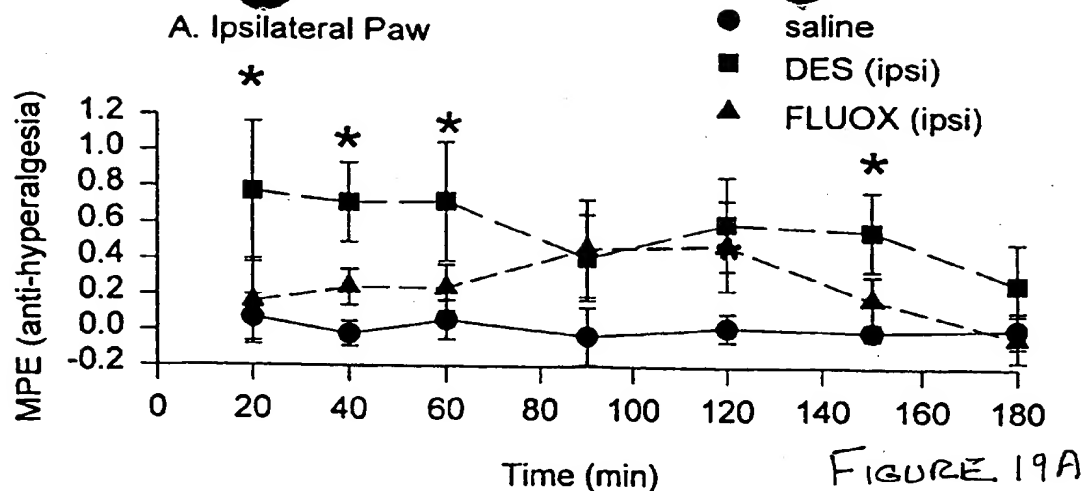 A. Ipsilateral Paw
saline
DES (ipsi)
FLUOX (ipsi)
MPE (anti-hyperalgesia)
1.2
1.0
0.8
0.6
0.4
0.2
0.0
-0.2
* * * * *
0 20 40 60 80 100 120 140 160 180
Time (min)
FIGURE 19A